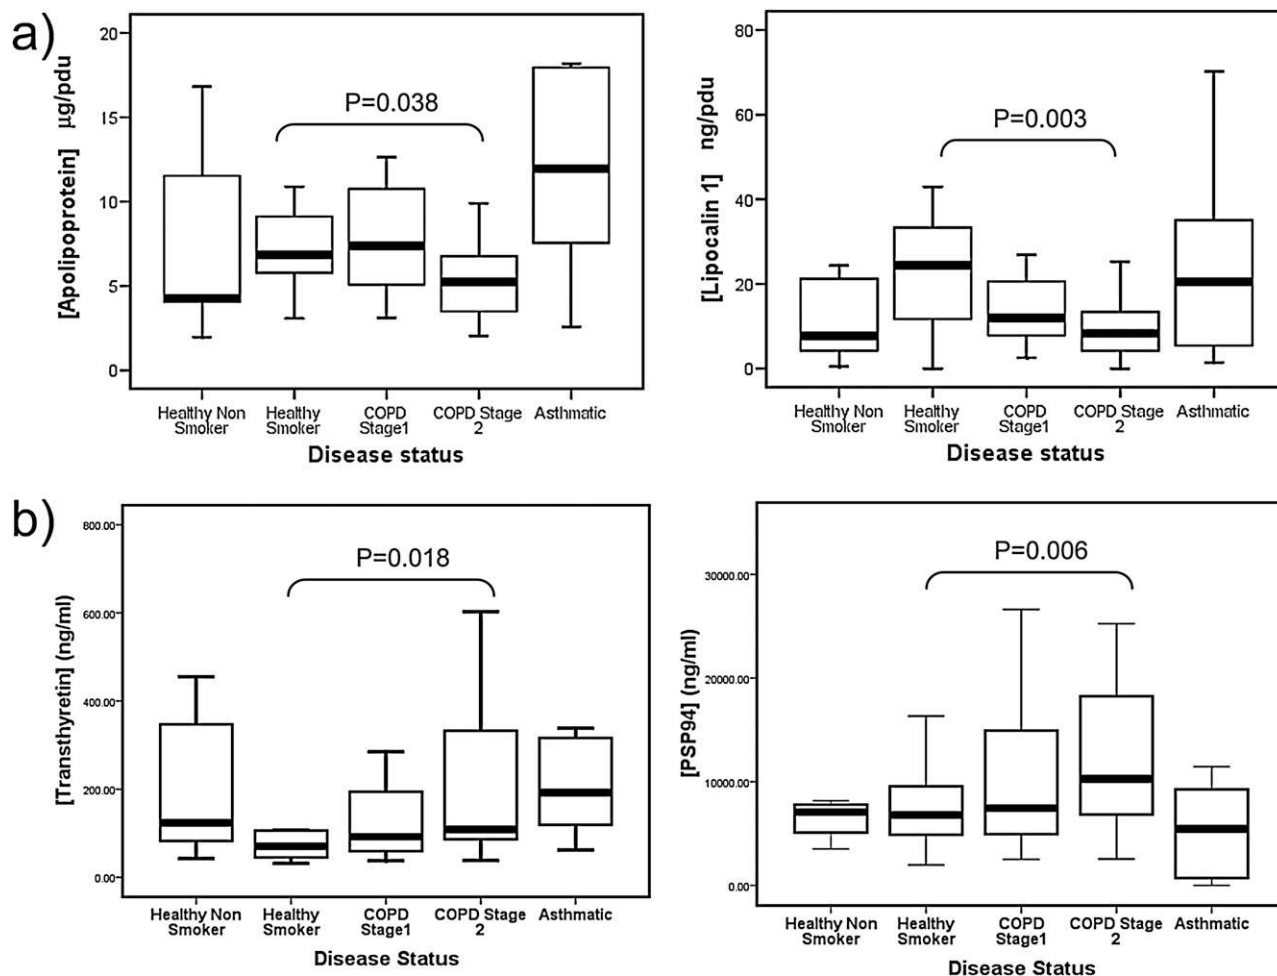 a)
[Apolipoprotein] µg/pdu
20
15
10
5
0
P=0.038
Healthy Non
Smoker
Healthy
Smoker
COPD
Stage1
COPD Stage
2
Asthmatic
Disease status
[Lipocalin 1] ng/pdu
80
60
40
20
0
P=0.003
Healthy Non
Smoker
Healthy
Smoker
COPD
Stage1
COPD Stage
2
Asthmatic
Disease status
b)
[Transthyretin] (ng/ml)
800.00
600.00
400.00
200.00
0.00
P=0.018
Healthy Non
Smoker
Healthy
Smoker
COPD
Stage1
COPD Stage
2
Asthmatic
Disease Status
[PSP94] (ng/ml)
30000.00
20000.00
10000.00
0.00
P=0.006
Healthy Non
Smoker
Healthy
Smoker
COPD
Stage1
COPD Stage
2
Asthmatic
Disease Status